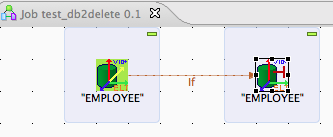 Job test_db2delete 0.1
If
"EMPLOYEE" "EMPLOYEE"